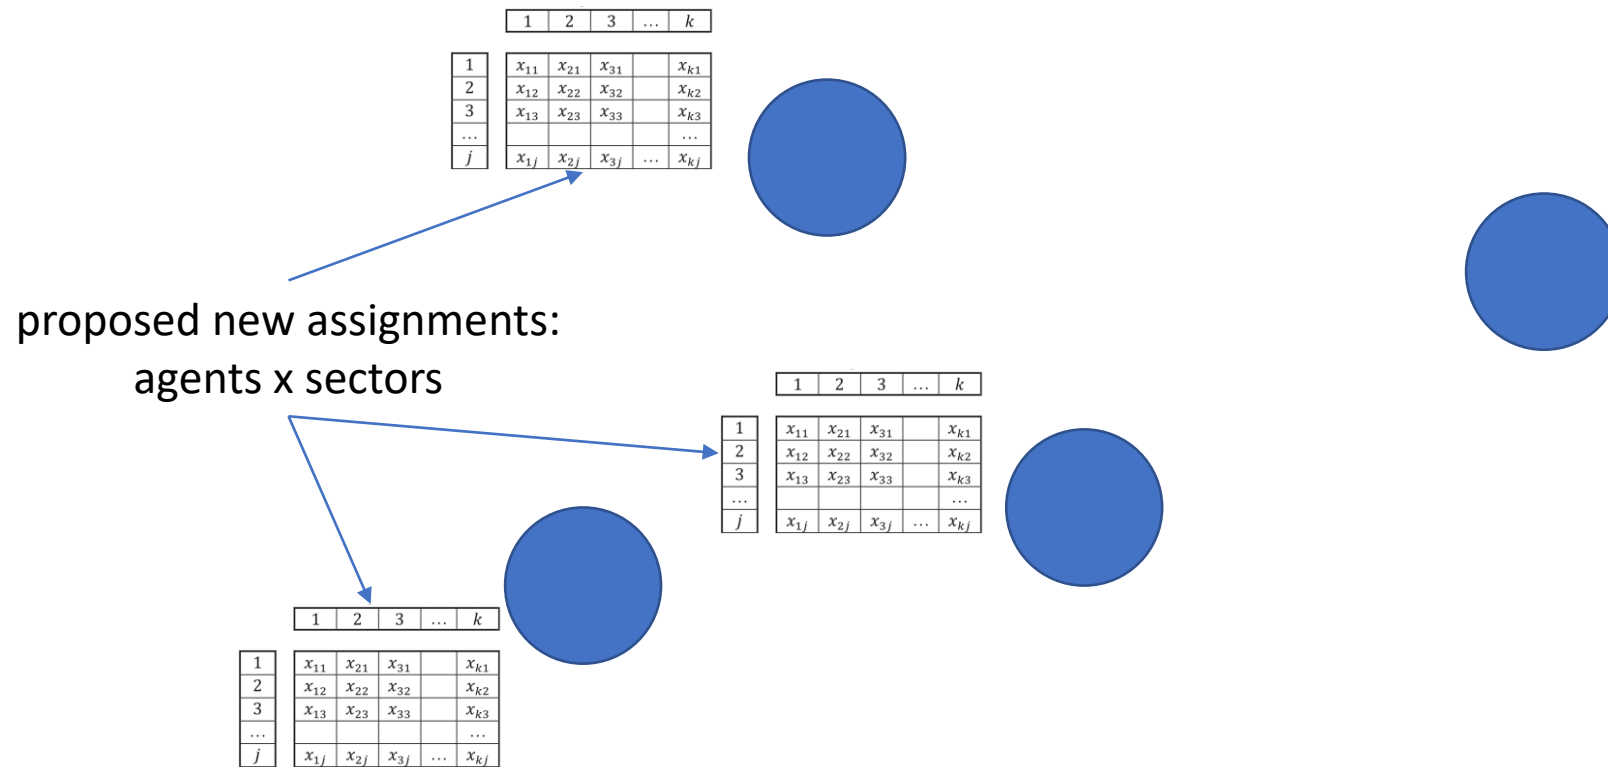 1 2 3 … k
1 x₁₁ x₂₁ x₃₁ xₖ₁
2 x₁₂ x₂₂ x₃₂ xₖ₂
3 x₁₃ x₂₃ x₃₃ xₖ₃
… …
j x₁ⱼ x₂ⱼ x₃ⱼ … xₖⱼ
proposed new assignments:
agents x sectors
1 2 3 … k
1 x₁₁ x₂₁ x₃₁ xₖ₁
2 x₁₂ x₂₂ x₃₂ xₖ₂
3 x₁₃ x₂₃ x₃₃ xₖ₃
… …
j x₁ⱼ x₂ⱼ x₃ⱼ … xₖⱼ
1 2 3 … k
1 x₁₁ x₂₁ x₃₁ xₖ₁
2 x₁₂ x₂₂ x₃₂ xₖ₂
3 x₁₃ x₂₃ x₃₃ xₖ₃
… …
j x₁ⱼ x₂ⱼ x₃ⱼ … xₖⱼ